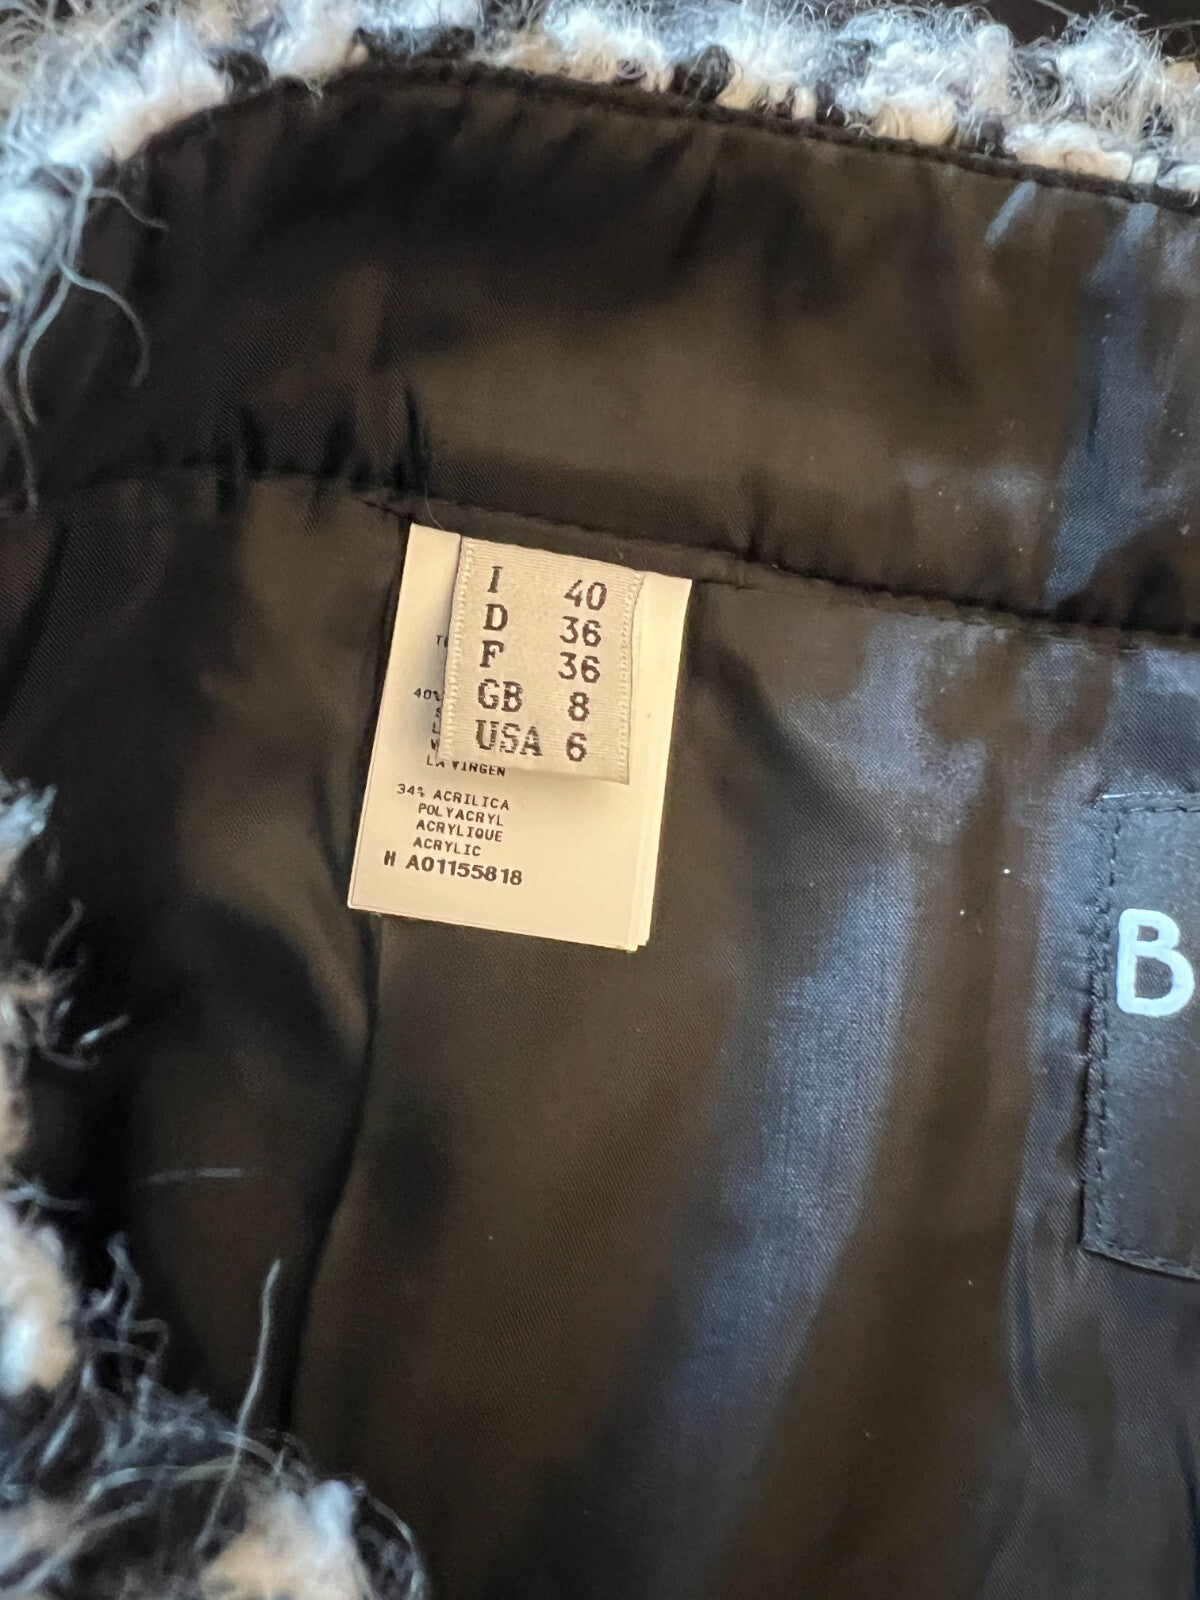 I 40
D 36
F 36
GB 8
USA 6
40%
LA VIRGEN
34% ACRILICA
POLYACRYL
ACRYLIQUE
ACRYLIC
H A01155818
B